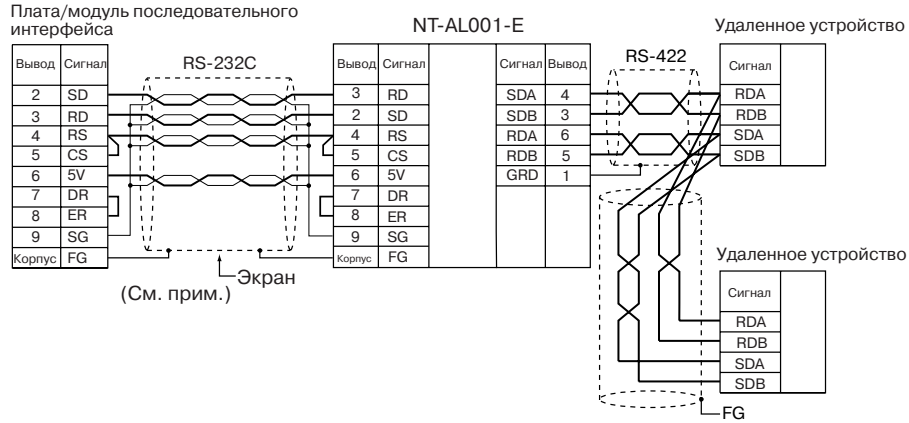 Плата/модуль последовательного
интерфейса
NT-AL001-E
Удаленное устройство
RS-232C
RS-422
Вывод Сигнал
2 SD
3 RD
4 RS
5 CS
6 5V
7 DR
8 ER
9 SG
Корпус FG
Вывод Сигнал
3 RD
2 SD
4 RS
5 CS
6 5V
7 DR
8 ER
9 SG
Корпус FG
Сигнал Вывод
SDA 4
SDB 3
RDA 6
RDB 5
GRD 1
Сигнал
RDA
RDB
SDA
SDB
Экран
(См. прим.)
Удаленное устройство
Сигнал
RDA
RDB
SDA
SDB
FG